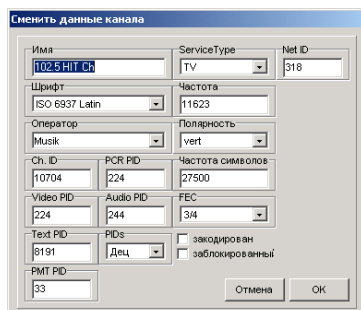 Сменить данные канала
Имя ServiceType Net ID
102.5 HIT Ch TV 318
Шрифт Частота
ISO 6937 Latin 11623
Оператор Полярность
Musik vert
Ch. ID PCR PID Частота символов
10704 224 27500
Video PID Audio PID FEC
224 244 3/4
Text PID PIDs закодирован
8191 Дец заблокированный
PMT PID
33 Отмена OK